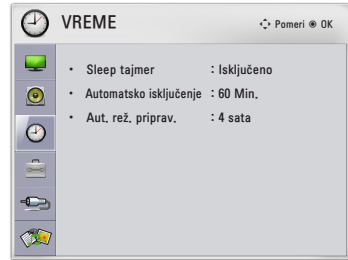 VREME
Pomeri OK
• Sleep tajmer : Isključeno
• Automatsko isključenje : 60 Min.
• Aut. rež. priprav. : 4 sata